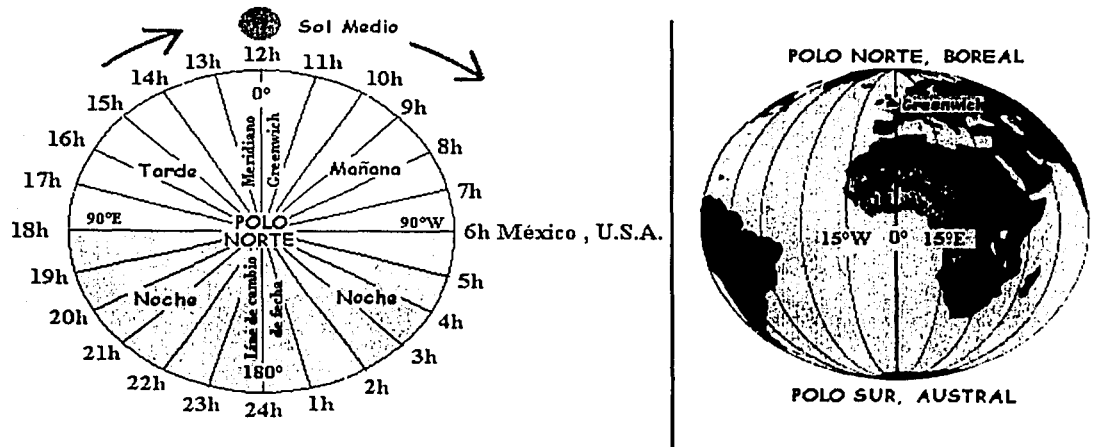 Sol Medio
12h
11h
10h
9h
8h
7h
6h México , U.S.A.
5h
4h
3h
2h
1h
24h
23h
22h
21h
20h
19h
18h
17h
16h
15h
14h
13h
0°
Meridiano
Greenwich
Tarde
Mañana
90°E
POLO
NORTE
90°W
Noche
Noche
Liné de cambio
de fecha
180°
POLO NORTE, BOREAL
Greenwich
15°W 0° 15ºE
POLO SUR, AUSTRAL